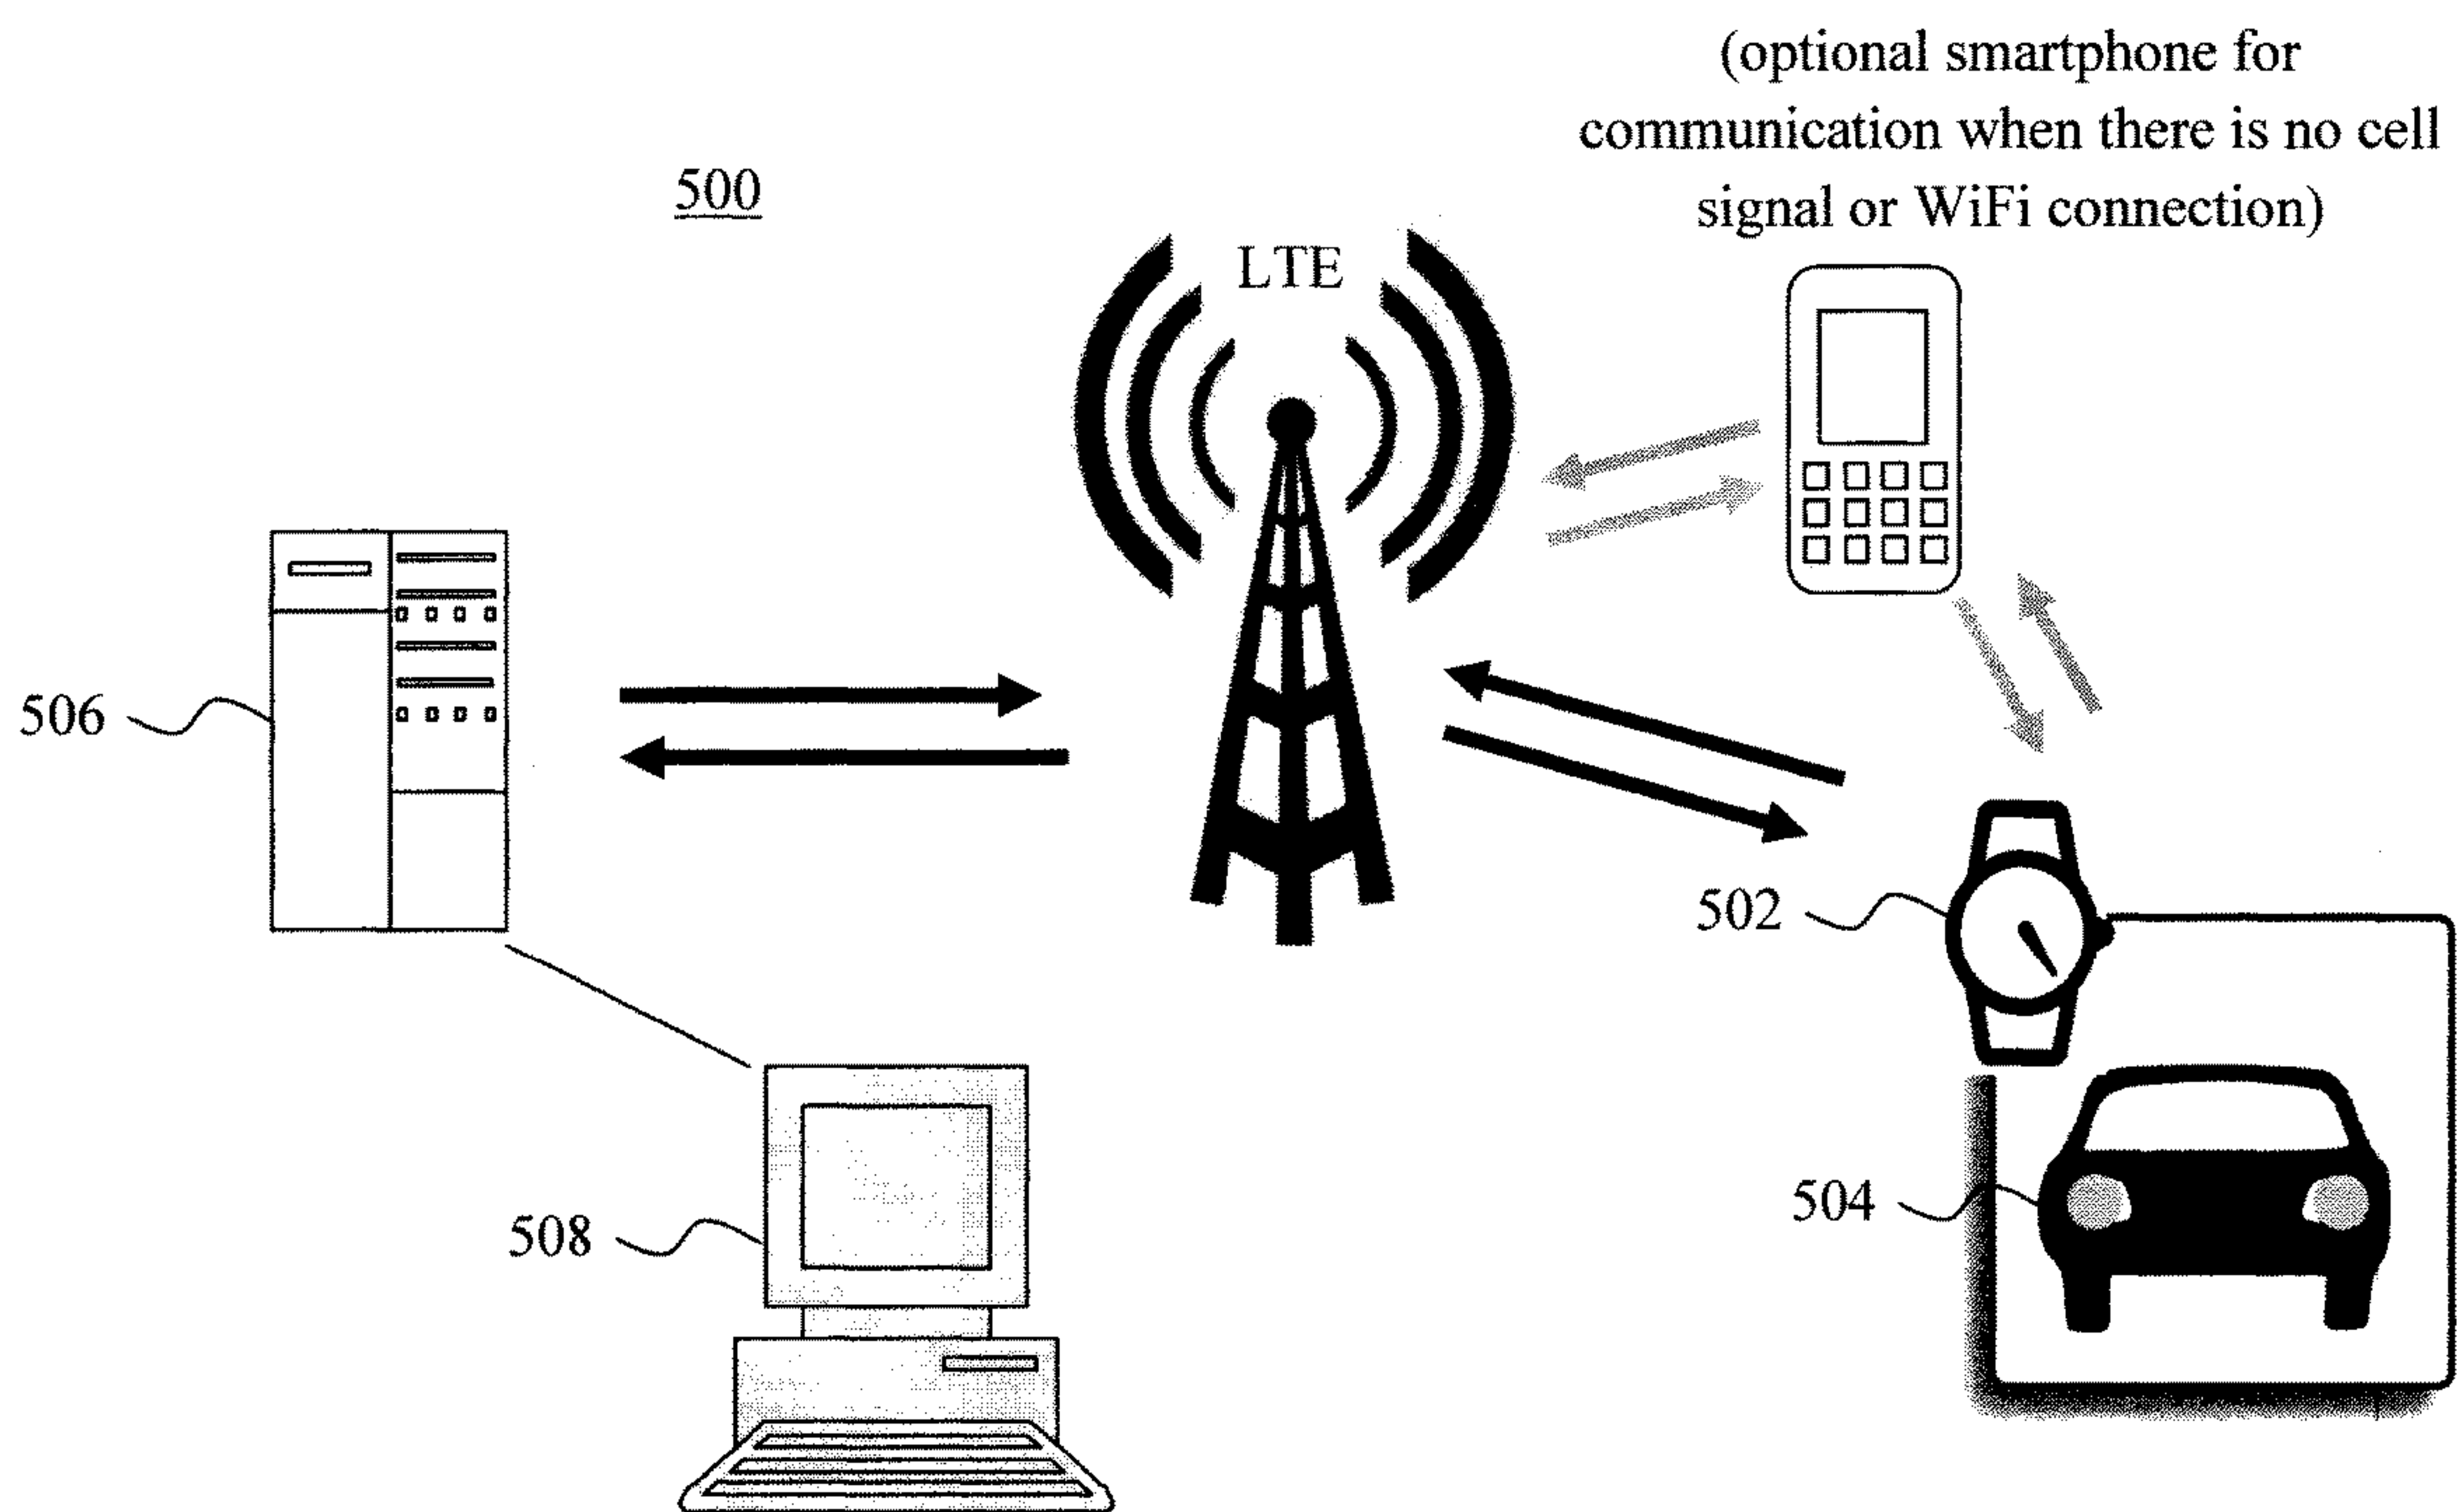 (optional smartphone for
communication when there is no cell
signal or WiFi connection)
500
LTE
506
502
504
508